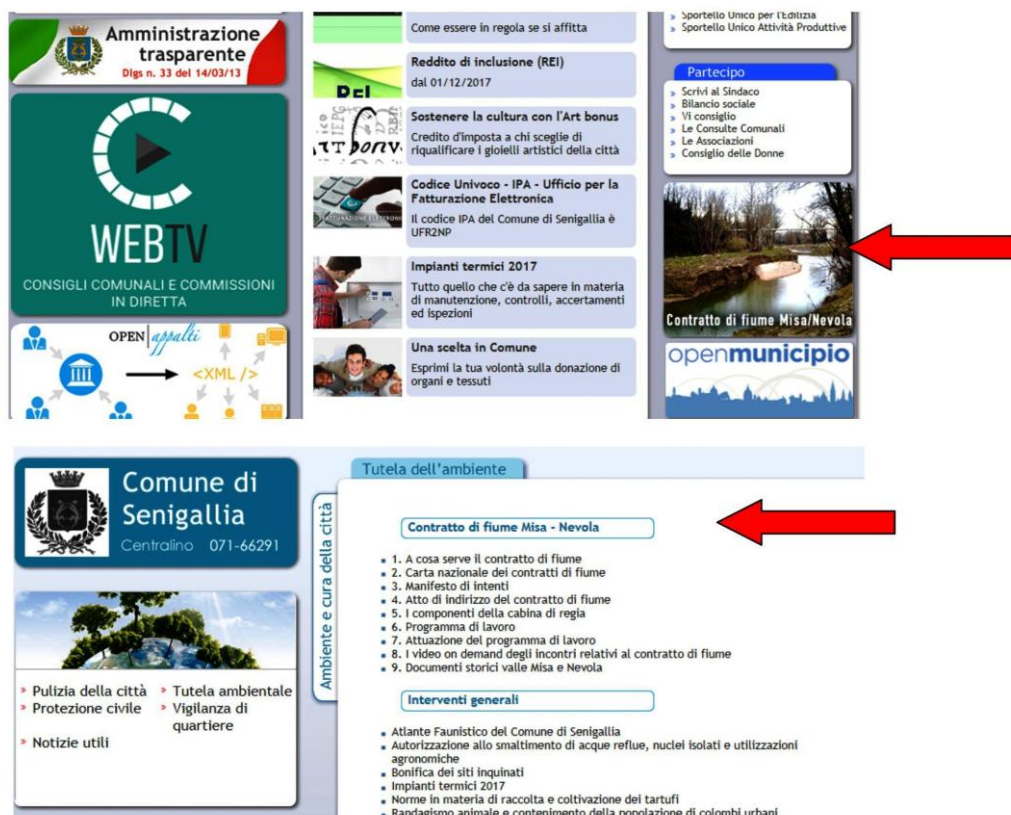 Amministrazione
trasparente
Dlgs n. 33 del 14/03/13
WEBTV
CONSIGLI COMUNALI E COMMISSIONI
IN DIRETTA
OPEN appalti
<XML />
Come essere in regola se si affitta
Reddito di inclusione (REI)
dal 01/12/2017
REI
Sostenere la cultura con l'Art bonus
Credito d'imposta a chi sceglie di
riqualificare i gioielli artistici della città
Codice Univoco - IPA - Ufficio per la
Fatturazione Elettronica
Il codice IPA del Comune di Senigallia è
UFR2NP
Impianti termici 2017
Tutto quello che c'è da sapere in materia
di manutenzione, controlli, accertamenti
ed ispezioni
Una scelta in Comune
Esprimi la tua volontà sulla donazione di
organi e tessuti
Sportello Unico per l'Edilizia
Sportello Unico Attività Produttive
Partecipo
Scrivi al Sindaco
Bilancio sociale
Vi consiglio
Le Consulte Comunali
Le Associazioni
Consiglio delle Donne
Contratto di fiume Misa/Nevola
openmunicipio
Comune di
Senigallia
Centralino 071-66291
Pulizia della città
Protezione civile
Notizie utili
Tutela ambientale
Vigilanza di
quartiere
Ambiente e cura della città
Tutela dell'ambiente
Contratto di fiume Misa - Nevola
1. A cosa serve il contratto di fiume
2. Carta nazionale dei contratti di fiume
3. Manifesto di intenti
4. Atto di indirizzo del contratto di fiume
5. I componenti della cabina di regia
6. Programma di lavoro
7. Attuazione del programma di lavoro
8. I video on demand degli incontri relativi al contratto di fiume
9. Documenti storici valle Misa e Nevola
Interventi generali
Atlante Faunistico del Comune di Senigallia
Autorizzazione allo smaltimento di acque reflue, nuclei isolati e utilizzazioni
agronomiche
Bonifica dei siti inquinati
Impianti termici 2017
Norme in materia di raccolta e coltivazione dei tartufi
Randagismo animale e contenimento della popolazione di colombi urbani